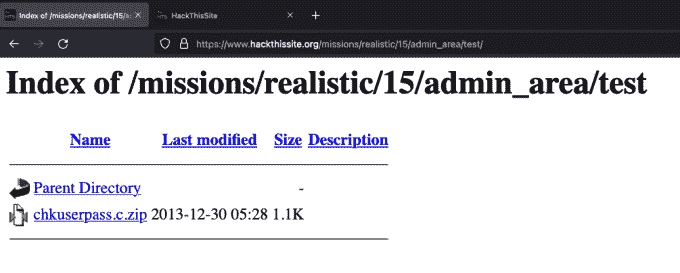 Index of /missions/realistic/15/a
HackThisSite
https://www.hackthissite.org/missions/realistic/15/admin_area/test/
Index of /missions/realistic/15/admin_area/test
Name Last modified Size Description
Parent Directory -
chkuserpass.c.zip 2013-12-30 05:28 1.1K